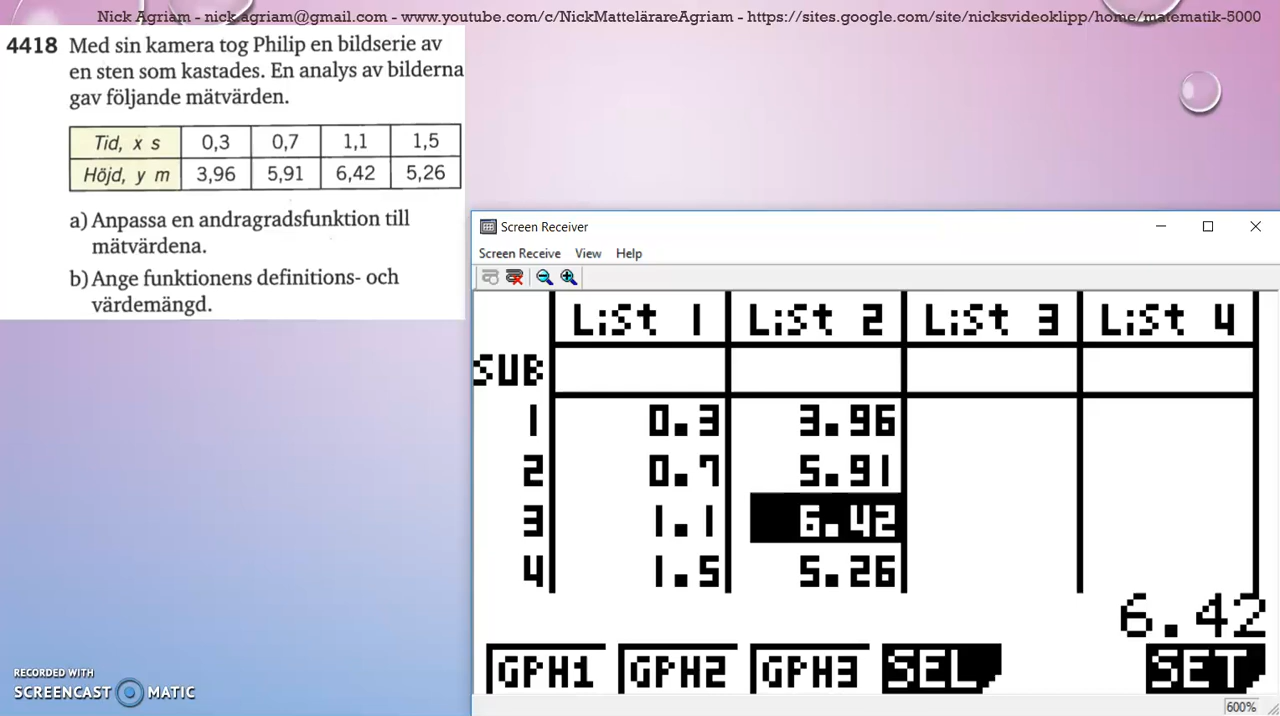 Nick Agriam - nick.agriam@gmail.com - www.youtube.com/c/NickMattelärareAgriam - https://sites.google.com/site/nicksvideoklipp/home/matematik-5000
4418 Med sin kamera tog Philip en bildserie av
en sten som kastades. En analys av bilderna
gav följande mätvärden.
Tid, x s 0,3 0,7 1,1 1,5
Höjd, y m 3,96 5,91 6,42 5,26
a) Anpassa en andragradsfunktion till
mätvärdena.
b) Ange funktionens definitions- och
värdemängd.
Screen Receiver
Screen Receive View Help
List 1 List 2 List 3 List 4
SUB
1 0.3 3.96
2 0.7 5.91
3 1.1 6.42
4 1.5 5.26
6.42
GPH1 GPH2 GPH3 SEL SET
600%
RECORDED WITH
SCREENCAST MATIC